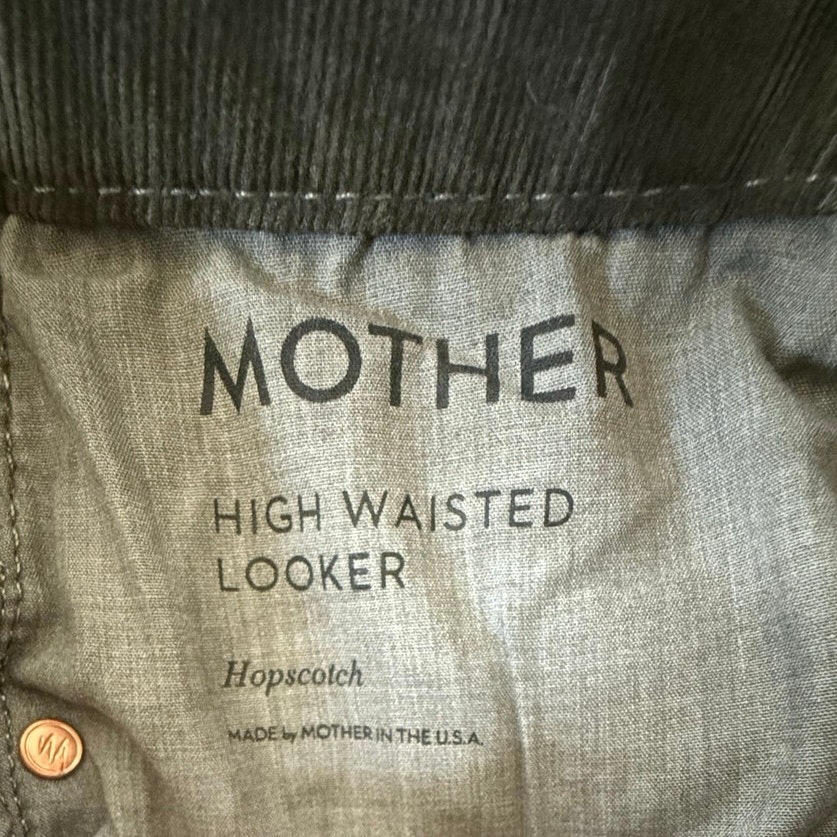 MOTHER
HIGH WAISTED
LOOKER
Hopscotch
MADE by MOTHER IN THE U.S.A.